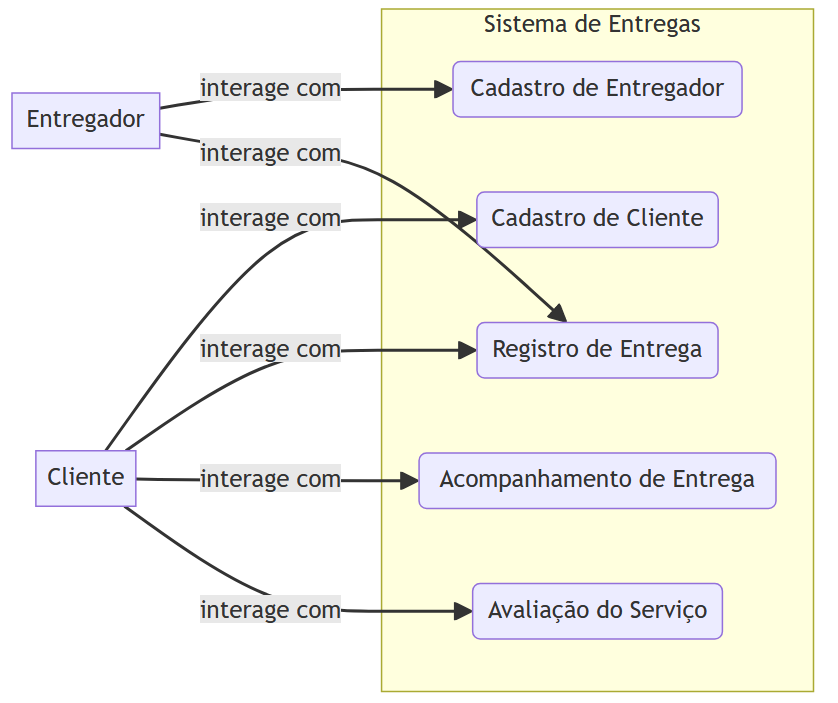 Sistema de Entregas
interage com
Cadastro de Entregador
Entregador
interage com
interage com
Cadastro de Cliente
interage com
Registro de Entrega
Cliente
interage com
Acompanhamento de Entrega
interage com
Avaliação do Serviço